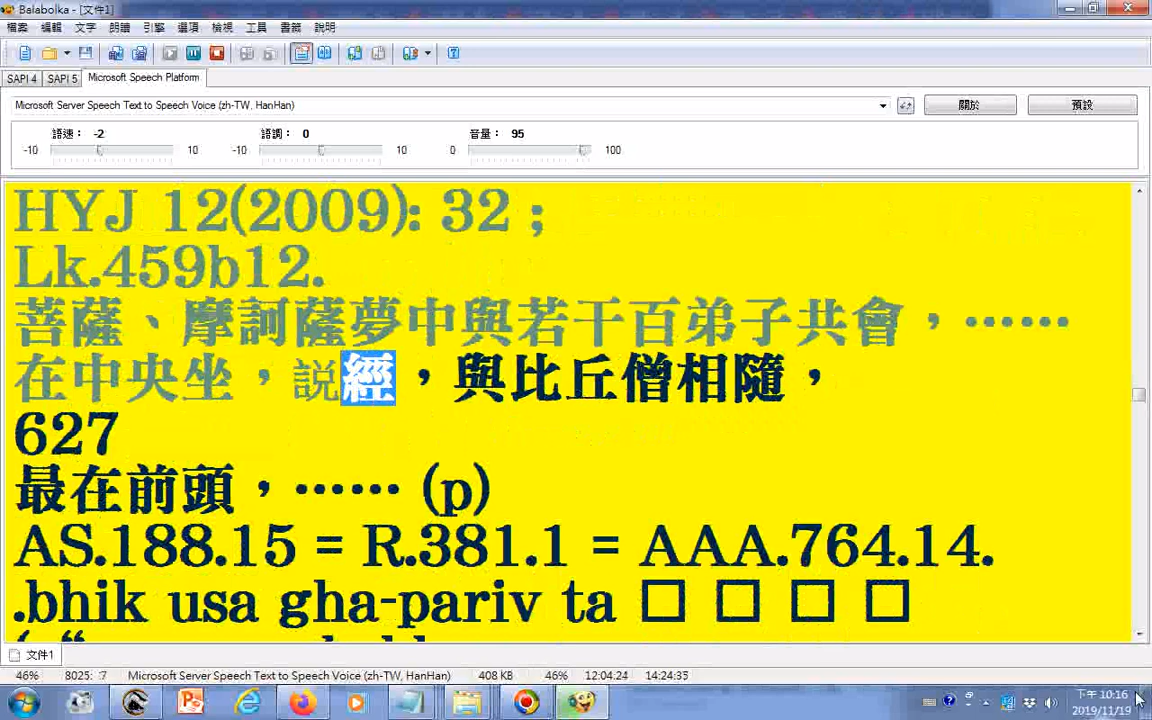 Balabolka - [文件1]
檔案 編輯 文字 朗讀 引擎 選項 檢視 工具 書籤 說明
SAPI 4 SAPI 5 Microsoft Speech Platform
Microsoft Server Speech Text to Speech Voice (zh-TW, HanHan) 關於 預設
語速： -2 語調： 0 音量： 95
-10 10 -10 10 0 100
HYJ 12(2009): 32 ;
Lk.459b12.
菩薩、摩訶薩夢中與若干百弟子共會，……
在中央坐，説經，與比丘僧相隨，
627
最在前頭，…… (p)
AS.188.15 = R.381.1 = AAA.764.14.
.bhik usa gha-pariv ta □ □ □ □
文件1
46% 8025: :7 Microsoft Server Speech Text to Speech Voice (zh-TW, HanHan) 408 KB 46% 12:04:24 14:24:35
下午 10:16
2019/11/19